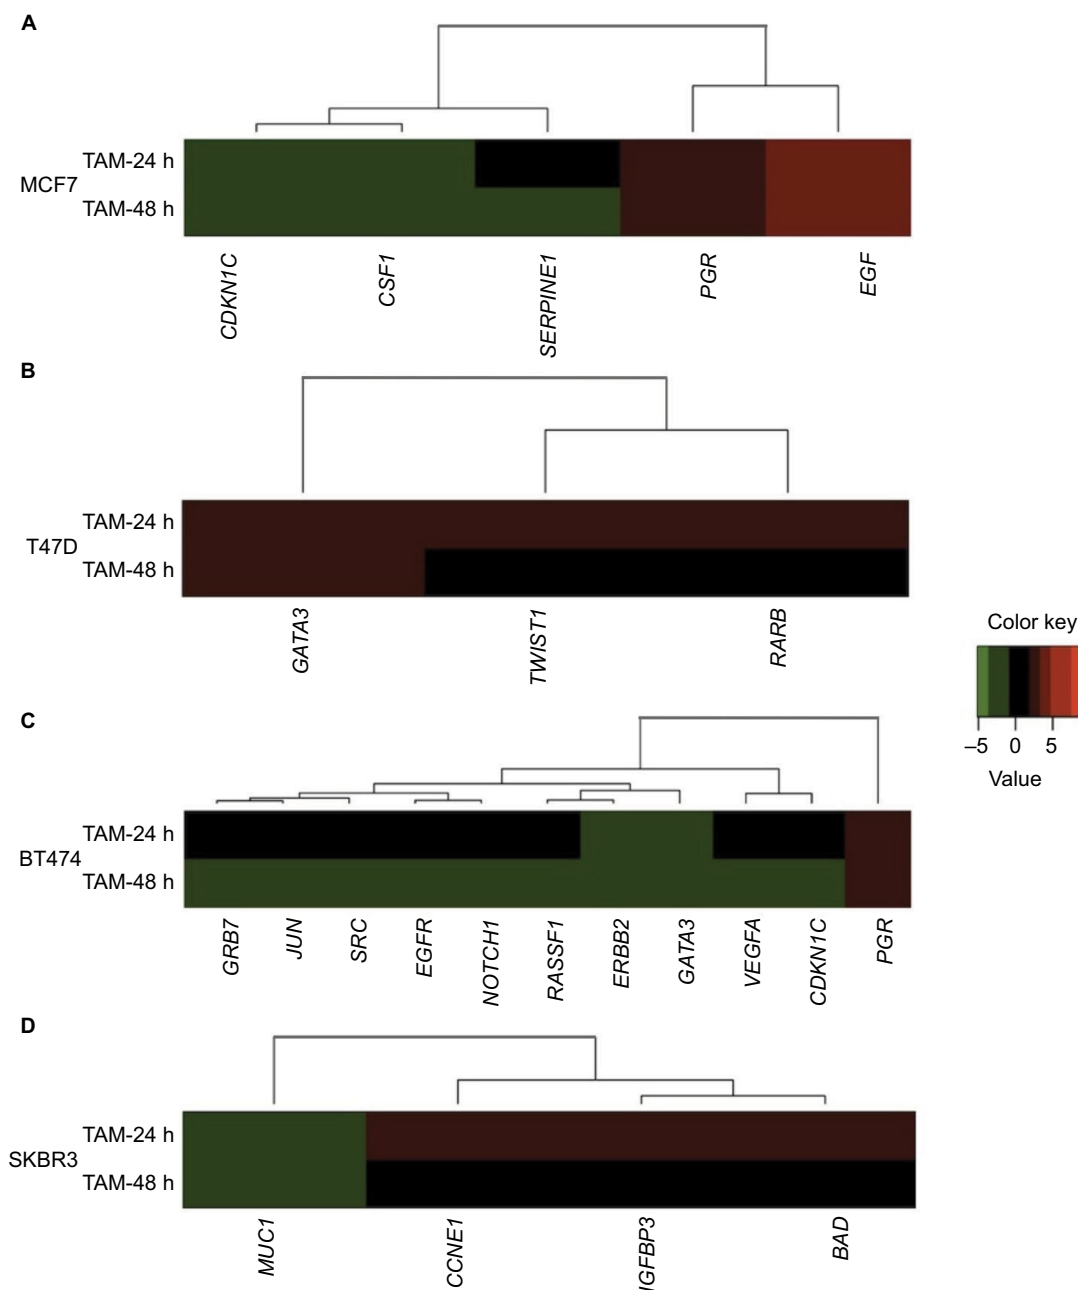 A
TAM-24 h
MCF7
TAM-48 h
CDKN1C
CSF1
SERPINE1
PGR
EGF
B
TAM-24 h
T47D
TAM-48 h
GATA3
TWIST1
RARB
Color key
–5 0 5
Value
C
TAM-24 h
BT474
TAM-48 h
GRB7
JUN
SRC
EGFR
NOTCH1
RASSF1
ERBB2
GATA3
VEGFA
CDKN1C
PGR
D
TAM-24 h
SKBR3
TAM-48 h
MUC1
CCNE1
IGFBP3
BAD